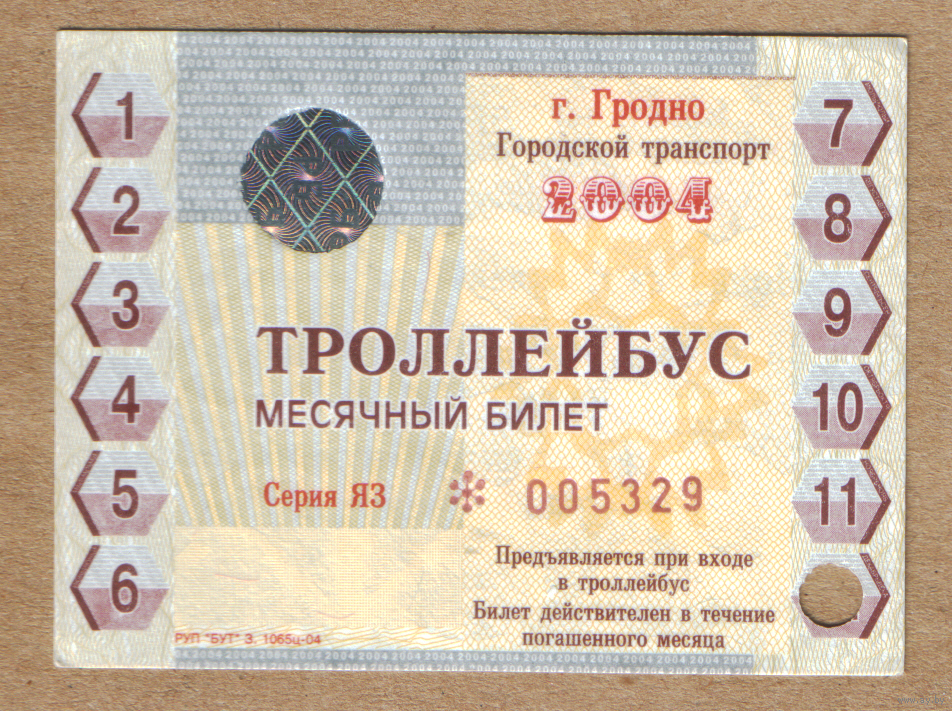 г. Гродно
Городской транспорт
2004
ТРОЛЛЕЙБУС
МЕСЯЧНЫЙ БИЛЕТ
Серия ЯЗ
005329
Предъявляется при входе
в троллейбус
Билет действителен в течение
погашенного месяца
РУП "БУТ" З. 1065ц-04
1
2
3
4
5
6
7
8
9
10
11